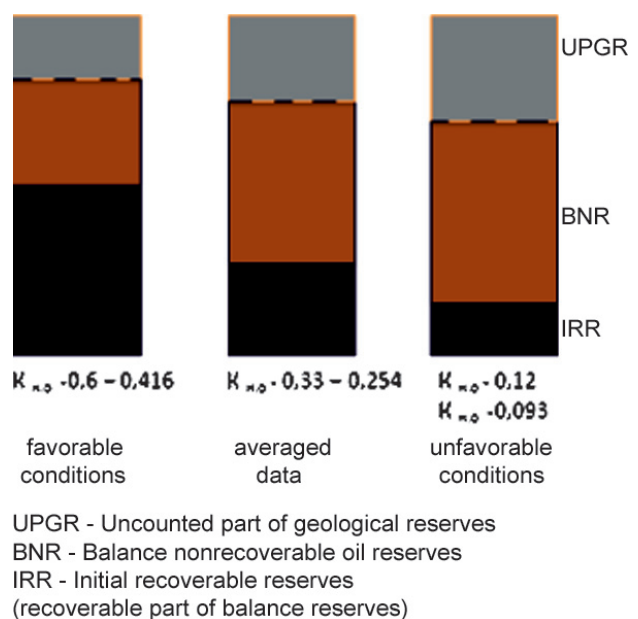 UPGR
BNR
IRR
K н.о -0,6 – 0,416
K н.о - 0,33 – 0,254
K н.о - 0,12
K н.о -0,093
favorable
conditions
averaged
data
unfavorable
conditions
UPGR - Uncounted part of geological reserves
BNR - Balance nonrecoverable oil reserves
IRR - Initial recoverable reserves
(recoverable part of balance reserves)